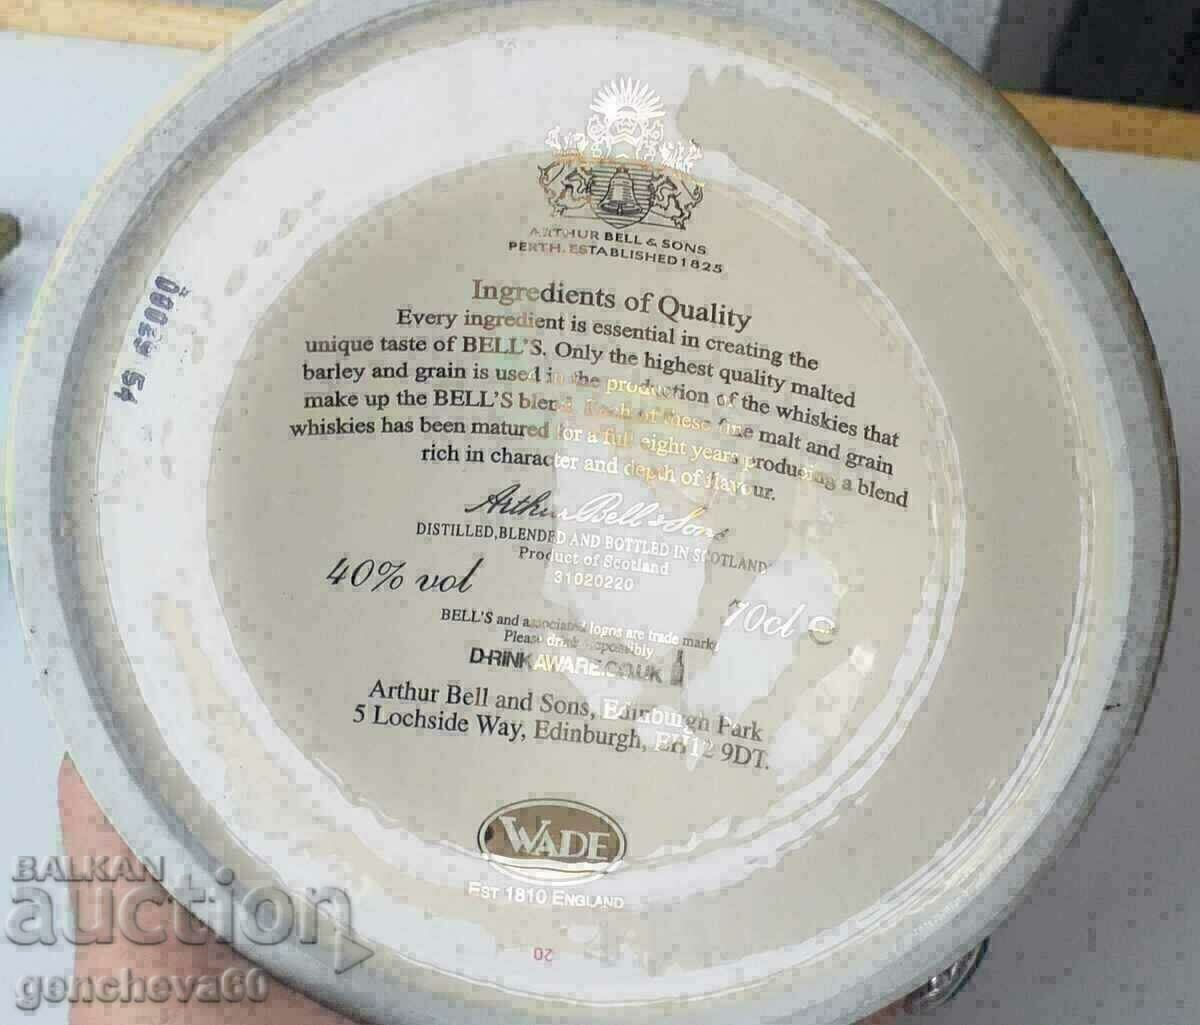 ARTHUR BELL & SONS
PERTH. ESTABLISHED 1825
Ingredients of Quality
Every ingredient is essential in creating the
unique taste of BELL'S. Only the highest quality malted
barley and grain is used in the production of the whiskies that
make up the BELL'S blend. Each of these fine malt and grain
whiskies has been matured for a full eight years producing a blend
rich in character and depth of flavour.
Arthur Bell & Sons
DISTILLED, BLENDED AND BOTTLED IN SCOTLAND
Product of Scotland
31020220
40% vol
70cl
BELL'S and associated logos are trade marks
Please drink responsibly
DRINKAWARE.CO.UK
Arthur Bell and Sons, Edinburgh Park
5 Lochside Way, Edinburgh, EH12 9DT.
WADE
EST 1810 ENGLAND
20
BALKAN
auction
gencheva60